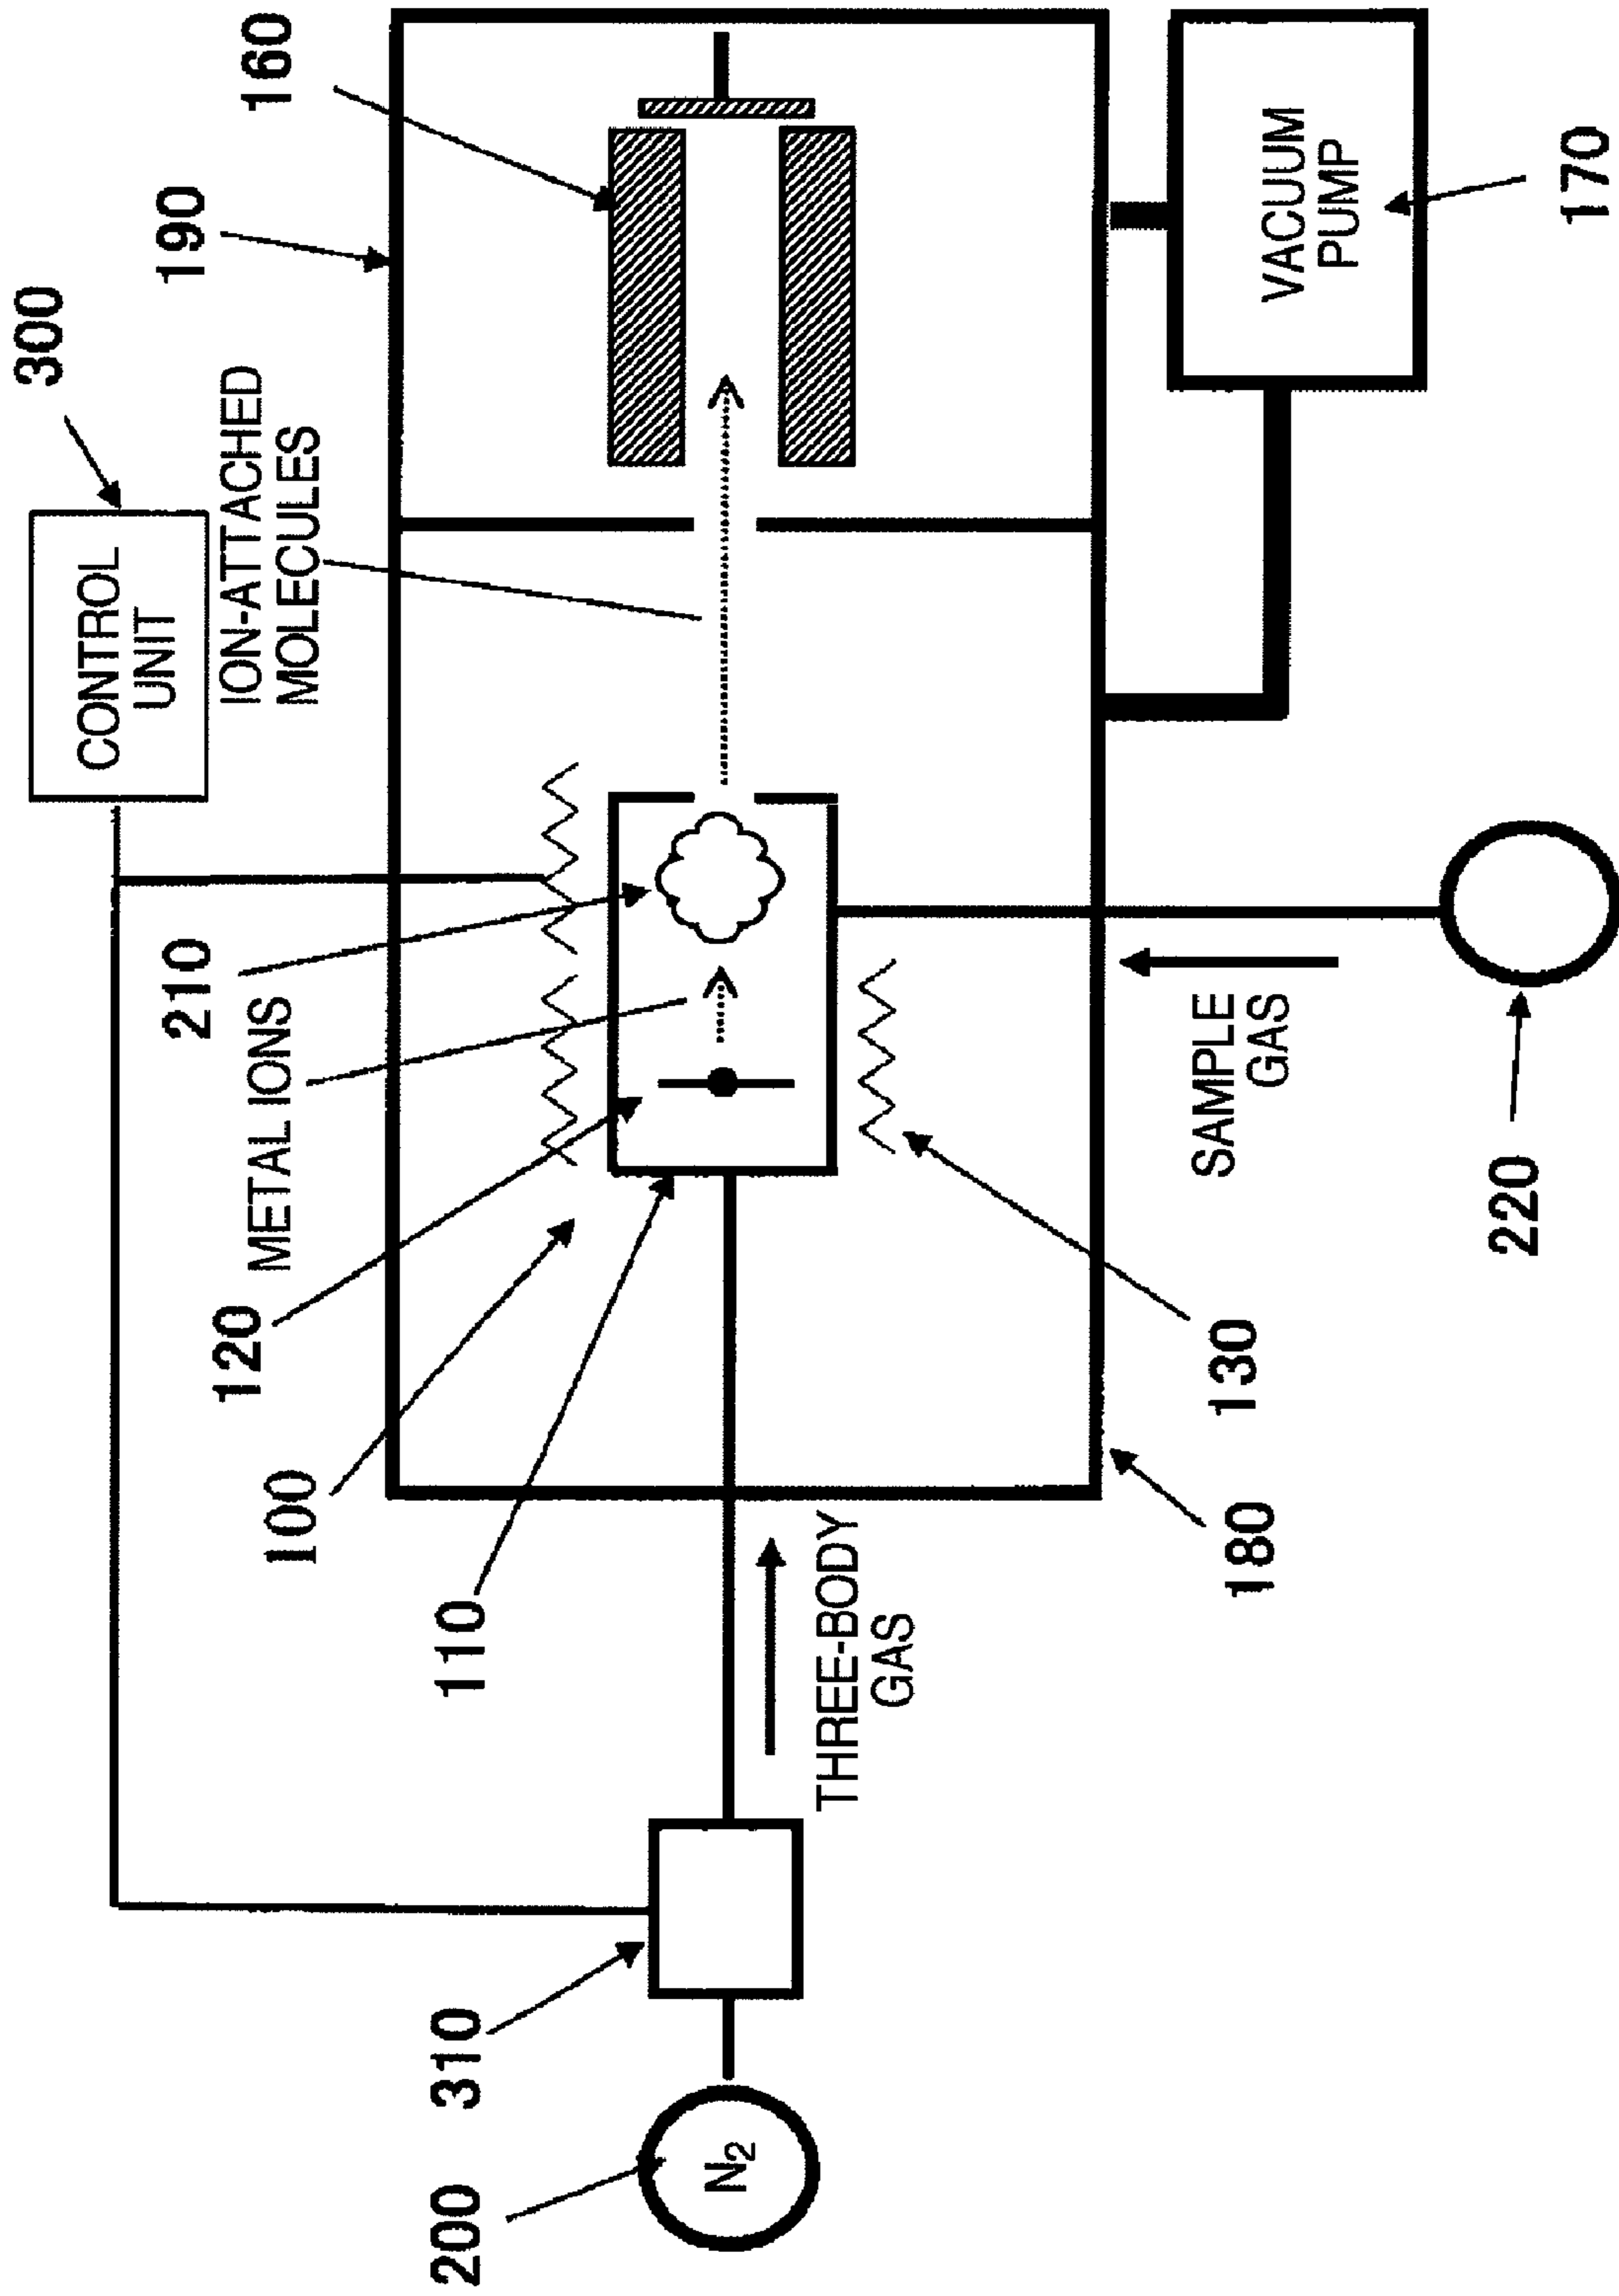 300
CONTROL
UNIT
190
160
ION-ATTACHED
MOLECULES
210
METAL IONS
120
100
110
310
200
N₂
THREE-BODY
GAS
180
130
SAMPLE
GAS
220
VACUUM
PUMP
170